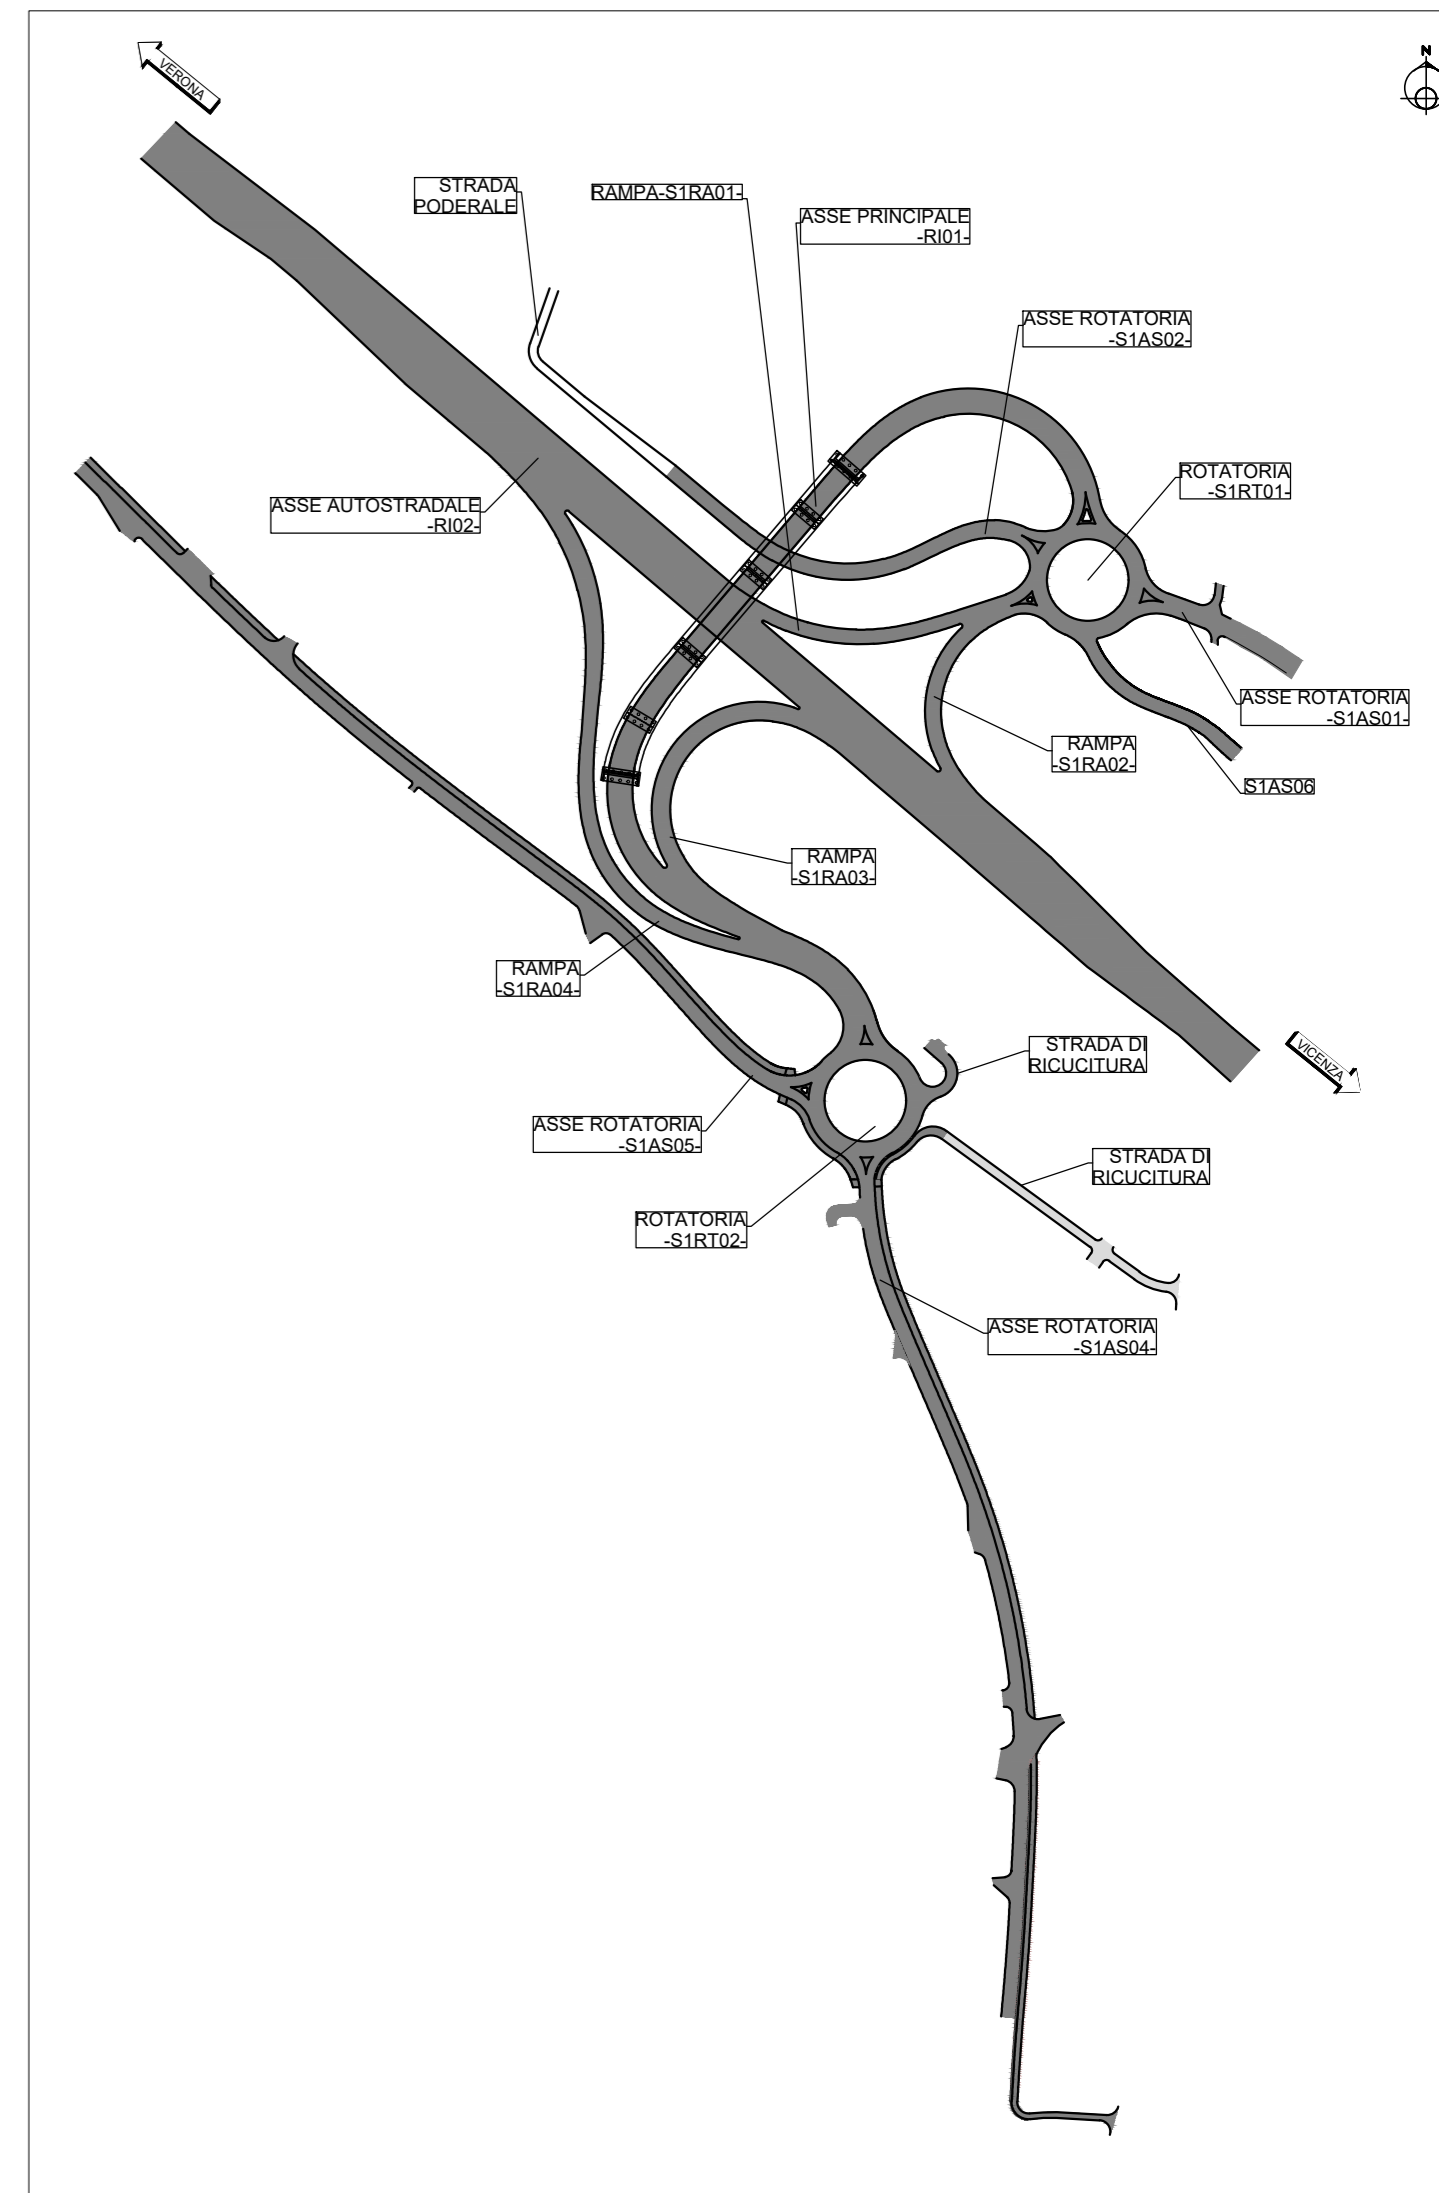 VERONA
N
STRADA
PODERALE
RAMPA-S1RA01-
ASSE PRINCIPALE
-RI01-
ASSE ROTATORIA
-S1AS02-
ROTATORIA
-S1RT01-
ASSE AUTOSTRADALE
-RI02-
ASSE ROTATORIA
-S1AS01-
RAMPA
-S1RA02-
S1AS06
RAMPA
-S1RA03-
RAMPA
-S1RA04-
VICENZA
STRADA DI
RICUCITURA
ASSE ROTATORIA
-S1AS05-
STRADA DI
RICUCITURA
ROTATORIA
-S1RT02-
ASSE ROTATORIA
-S1AS04-